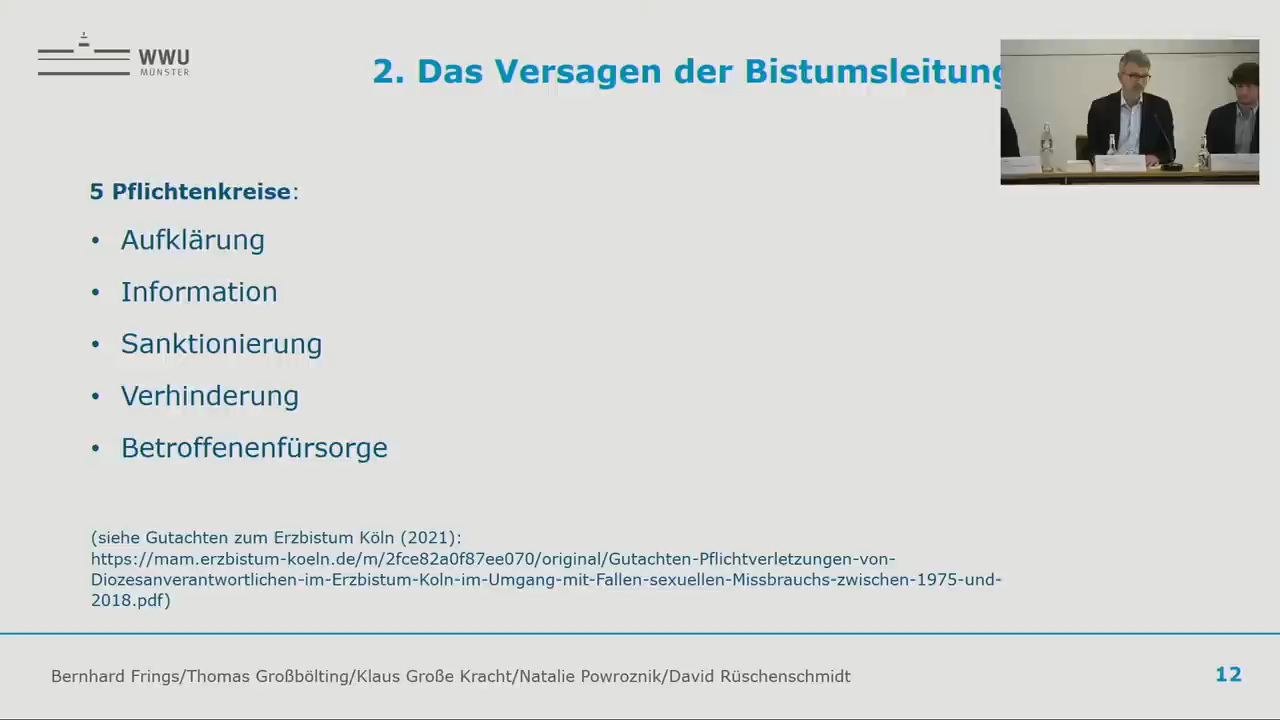 WWU
MÜNSTER
2. Das Versagen der Bistumsleitung
5 Pflichtenkreise:
• Aufklärung
• Information
• Sanktionierung
• Verhinderung
• Betroffenenfürsorge
(siehe Gutachten zum Erzbistum Köln (2021):
https://mam.erzbistum-koeln.de/m/2fce82a0f87ee070/original/Gutachten-Pflichtverletzungen-von-
Diozesanverantwortlichen-im-Erzbistum-Koln-im-Umgang-mit-Fallen-sexuellen-Missbrauchs-zwischen-1975-und-
2018.pdf)
Bernhard Frings/Thomas Großbölting/Klaus Große Kracht/Natalie Powroznik/David Rüschenschmidt
12